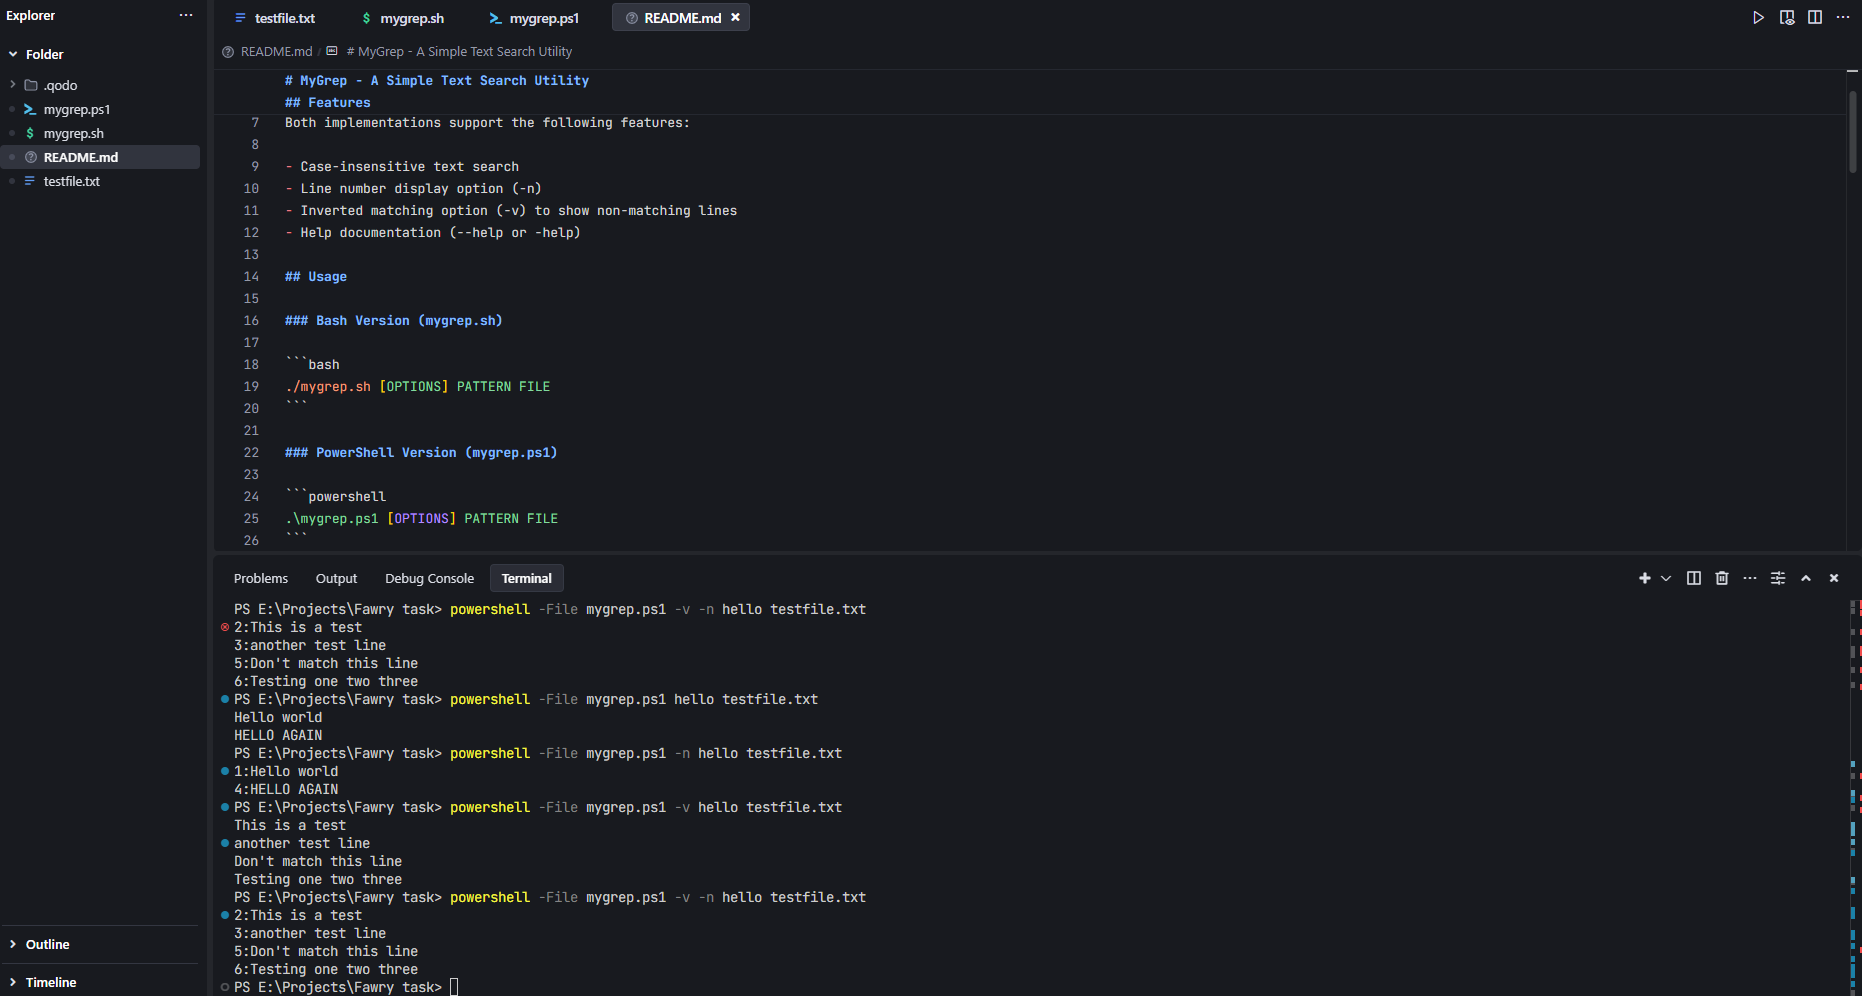 Explorer
Folder
.qodo
mygrep.ps1
mygrep.sh
README.md
testfile.txt
Outline
Timeline
testfile.txt
$ mygrep.sh
mygrep.ps1
README.md
README.md / # MyGrep - A Simple Text Search Utility
# MyGrep - A Simple Text Search Utility
## Features
7 Both implementations support the following features:
8
9 - Case-insensitive text search
10 - Line number display option (-n)
11 - Inverted matching option (-v) to show non-matching lines
12 - Help documentation (--help or -help)
13
14 ## Usage
15
16 ### Bash Version (mygrep.sh)
17
18 ```bash
19 ./mygrep.sh [OPTIONS] PATTERN FILE
20 ```
21
22 ### PowerShell Version (mygrep.ps1)
23
24 ```powershell
25 .\mygrep.ps1 [OPTIONS] PATTERN FILE
26 ```
Problems Output Debug Console Terminal
PS E:\Projects\Fawry task> powershell -File mygrep.ps1 -v -n hello testfile.txt
2:This is a test
3:another test line
5:Don't match this line
6:Testing one two three
PS E:\Projects\Fawry task> powershell -File mygrep.ps1 hello testfile.txt
Hello world
HELLO AGAIN
PS E:\Projects\Fawry task> powershell -File mygrep.ps1 -n hello testfile.txt
1:Hello world
4:HELLO AGAIN
PS E:\Projects\Fawry task> powershell -File mygrep.ps1 -v hello testfile.txt
This is a test
another test line
Don't match this line
Testing one two three
PS E:\Projects\Fawry task> powershell -File mygrep.ps1 -v -n hello testfile.txt
2:This is a test
3:another test line
5:Don't match this line
6:Testing one two three
PS E:\Projects\Fawry task>